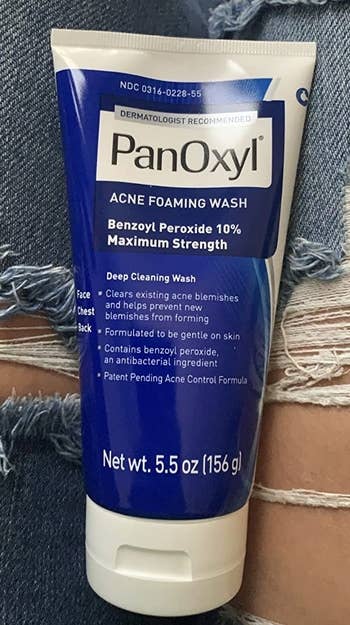 NDC 0316-0228-55
DERMATOLOGIST RECOMMENDED
PanOxyl®
ACNE FOAMING WASH
Benzoyl Peroxide 10%
Maximum Strength
Deep Cleaning Wash
Face
Chest
Back
• Clears existing acne blemishes
and helps prevent new
blemishes from forming
• Formulated to be gentle on skin
• Contains benzoyl peroxide,
an antibacterial ingredient
• Patent Pending Acne Control Formula
Net wt. 5.5 oz (156 g)